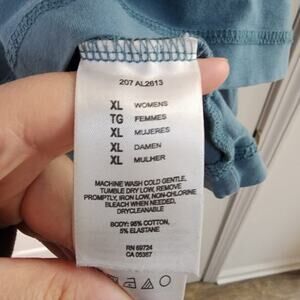 207 AL2613
XL WOMENS
TG FEMMES
XL MUJERES
XL DAMEN
XL MULHER
MACHINE WASH COLD GENTLE,
TUMBLE DRY LOW, REMOVE
PROMPTLY, IRON LOW, NON-CHLORINE
BLEACH WHEN NEEDED,
DRYCLEANABLE
BODY: 95% COTTON,
5% ELASTANE
RN 69724
CA 05367